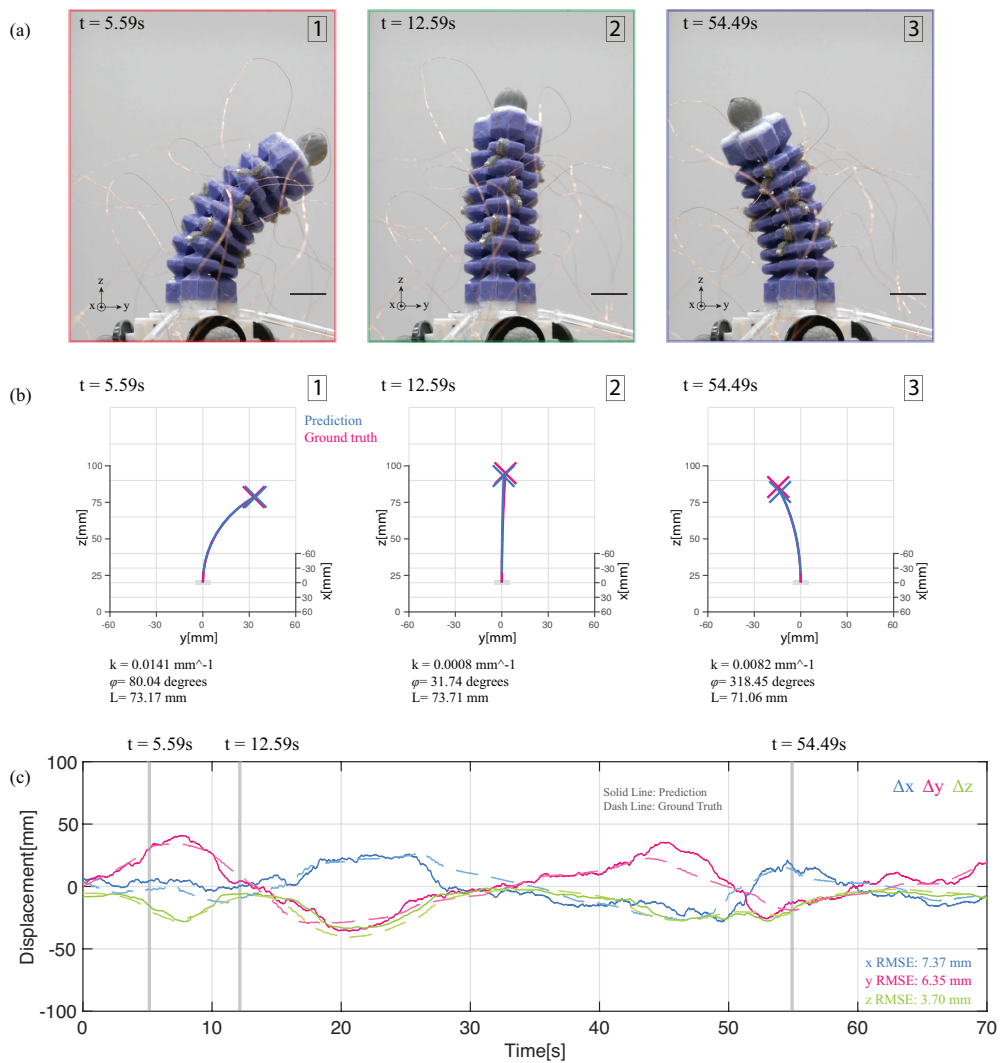 (a)
t = 5.59s
1
t = 12.59s
2
t = 54.49s
3
z
x
y
z
x
y
z
x
y
(b)
t = 5.59s
1
t = 12.59s
2
t = 54.49s
3
Prediction
Ground truth
100
75
50
25
0
z[mm]
-60
-30
0
30
60
x[mm]
-60
-30
0
30
60
y[mm]
100
75
50
25
0
z[mm]
-60
-30
0
30
60
x[mm]
-60
-30
0
30
60
y[mm]
100
75
50
25
0
z[mm]
-60
-30
0
30
60
x[mm]
-60
-30
0
30
60
y[mm]
k = 0.0141 mm^-1
φ= 80.04 degrees
L= 73.17 mm
k = 0.0008 mm^-1
φ= 31.74 degrees
L= 73.71 mm
k = 0.0082 mm^-1
φ= 318.45 degrees
L= 71.06 mm
(c)
t = 5.59s
t = 12.59s
t = 54.49s
100
50
0
-50
-100
Displacement[mm]
Solid Line: Prediction
Dash Line: Ground Truth
Δx Δy Δz
x RMSE: 7.37 mm
y RMSE: 6.35 mm
z RMSE: 3.70 mm
0
10
20
30
40
50
60
70
Time[s]